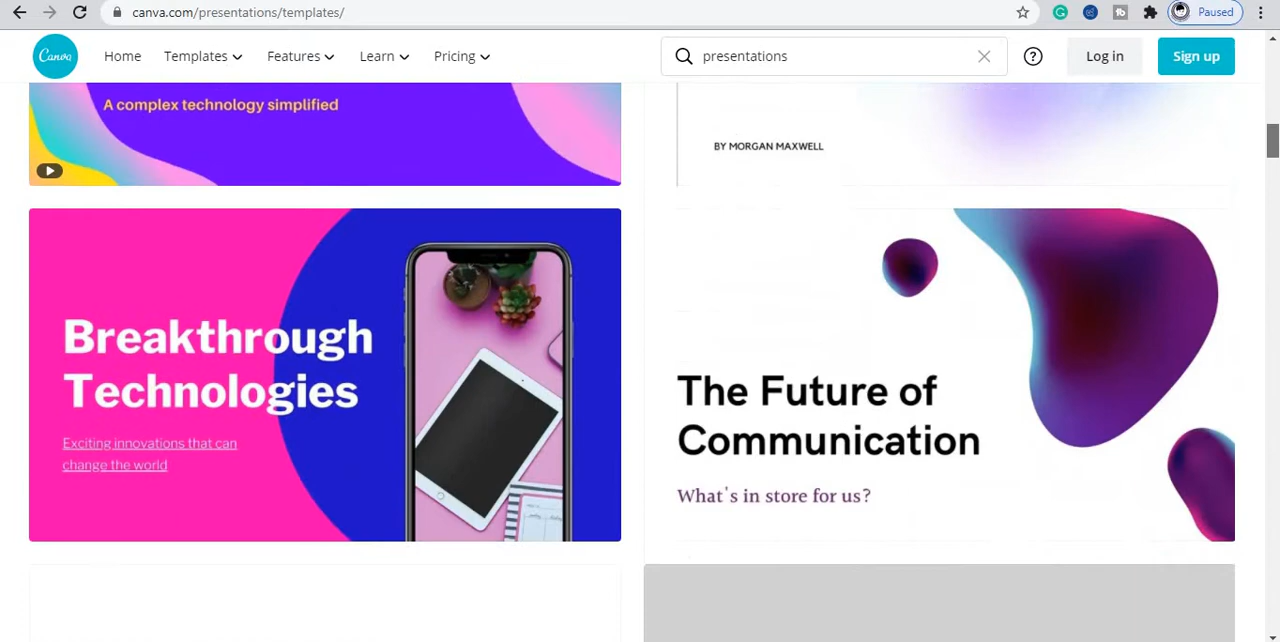 canva.com/presentations/templates/
Paused
Canva
Home
Templates
Features
Learn
Pricing
presentations
?
Log in
Sign up
A complex technology simplified
BY MORGAN MAXWELL
Breakthrough
Technologies
Exciting innovations that can
change the world
The Future of
Communication
What's in store for us?